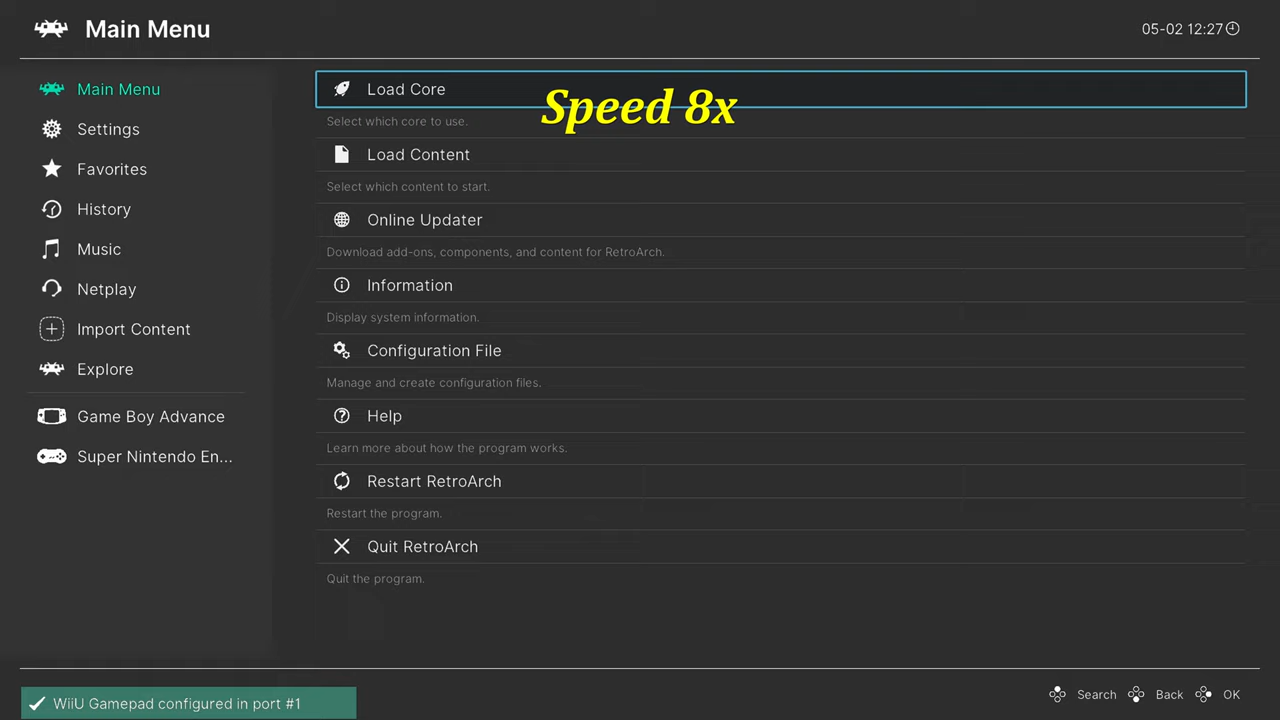 Main Menu
05-02 12:27
Main Menu
Settings
Favorites
History
Music
Netplay
Import Content
Explore
Game Boy Advance
Super Nintendo En...
Load Core
Speed 8x
Select which core to use.
Load Content
Select which content to start.
Online Updater
Download add-ons, components, and content for RetroArch.
Information
Display system information.
Configuration File
Manage and create configuration files.
Help
Learn more about how the program works.
Restart RetroArch
Restart the program.
Quit RetroArch
Quit the program.
WiiU Gamepad configured in port #1
Search Back OK